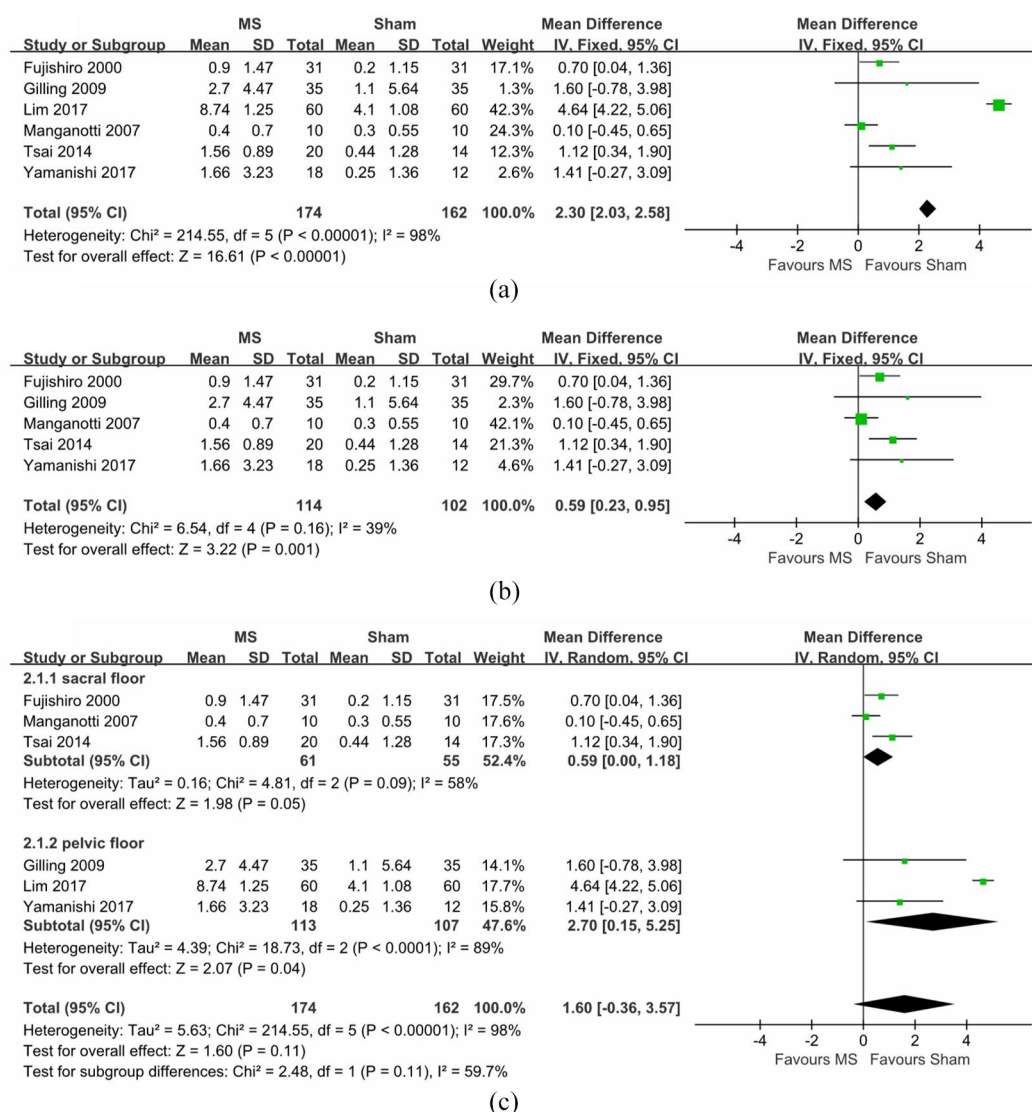 MS Sham Mean Difference Mean Difference
Study or Subgroup Mean SD Total Mean SD Total Weight IV, Fixed, 95% CI IV, Fixed, 95% CI
Fujishiro 2000 0.9 1.47 31 0.2 1.15 31 17.1% 0.70 [0.04, 1.36]
Gilling 2009 2.7 4.47 35 1.1 5.64 35 1.3% 1.60 [-0.78, 3.98]
Lim 2017 8.74 1.25 60 4.1 1.08 60 42.3% 4.64 [4.22, 5.06]
Manganotti 2007 0.4 0.7 10 0.3 0.55 10 24.3% 0.10 [-0.45, 0.65]
Tsai 2014 1.56 0.89 20 0.44 1.28 14 12.3% 1.12 [0.34, 1.90]
Yamanishi 2017 1.66 3.23 18 0.25 1.36 12 2.6% 1.41 [-0.27, 3.09]
Total (95% CI) 174 162 100.0% 2.30 [2.03, 2.58]
Heterogeneity: Chi² = 214.55, df = 5 (P < 0.00001); I² = 98%
Test for overall effect: Z = 16.61 (P < 0.00001)
-4 -2 0 2 4
Favours MS Favours Sham
(a)
MS Sham Mean Difference Mean Difference
Study or Subgroup Mean SD Total Mean SD Total Weight IV, Fixed, 95% CI IV, Fixed, 95% CI
Fujishiro 2000 0.9 1.47 31 0.2 1.15 31 29.7% 0.70 [0.04, 1.36]
Gilling 2009 2.7 4.47 35 1.1 5.64 35 2.3% 1.60 [-0.78, 3.98]
Manganotti 2007 0.4 0.7 10 0.3 0.55 10 42.1% 0.10 [-0.45, 0.65]
Tsai 2014 1.56 0.89 20 0.44 1.28 14 21.3% 1.12 [0.34, 1.90]
Yamanishi 2017 1.66 3.23 18 0.25 1.36 12 4.6% 1.41 [-0.27, 3.09]
Total (95% CI) 114 102 100.0% 0.59 [0.23, 0.95]
Heterogeneity: Chi² = 6.54, df = 4 (P = 0.16); I² = 39%
Test for overall effect: Z = 3.22 (P = 0.001)
-4 -2 0 2 4
Favours MS Favours Sham
(b)
MS Sham Mean Difference Mean Difference
Study or Subgroup Mean SD Total Mean SD Total Weight IV, Random, 95% CI IV, Random, 95% CI
2.1.1 sacral floor
Fujishiro 2000 0.9 1.47 31 0.2 1.15 31 17.5% 0.70 [0.04, 1.36]
Manganotti 2007 0.4 0.7 10 0.3 0.55 10 17.6% 0.10 [-0.45, 0.65]
Tsai 2014 1.56 0.89 20 0.44 1.28 14 17.3% 1.12 [0.34, 1.90]
Subtotal (95% CI) 61 55 52.4% 0.59 [0.00, 1.18]
Heterogeneity: Tau² = 0.16; Chi² = 4.81, df = 2 (P = 0.09); I² = 58%
Test for overall effect: Z = 1.98 (P = 0.05)
2.1.2 pelvic floor
Gilling 2009 2.7 4.47 35 1.1 5.64 35 14.1% 1.60 [-0.78, 3.98]
Lim 2017 8.74 1.25 60 4.1 1.08 60 17.7% 4.64 [4.22, 5.06]
Yamanishi 2017 1.66 3.23 18 0.25 1.36 12 15.8% 1.41 [-0.27, 3.09]
Subtotal (95% CI) 113 107 47.6% 2.70 [0.15, 5.25]
Heterogeneity: Tau² = 4.39; Chi² = 18.73, df = 2 (P < 0.0001); I² = 89%
Test for overall effect: Z = 2.07 (P = 0.04)
Total (95% CI) 174 162 100.0% 1.60 [-0.36, 3.57]
Heterogeneity: Tau² = 5.63; Chi² = 214.55, df = 5 (P < 0.00001); I² = 98%
Test for overall effect: Z = 1.60 (P = 0.11)
Test for subgroup differences: Chi² = 2.48, df = 1 (P = 0.11), I² = 59.7%
-4 -2 0 2 4
Favours MS Favours Sham
(c)